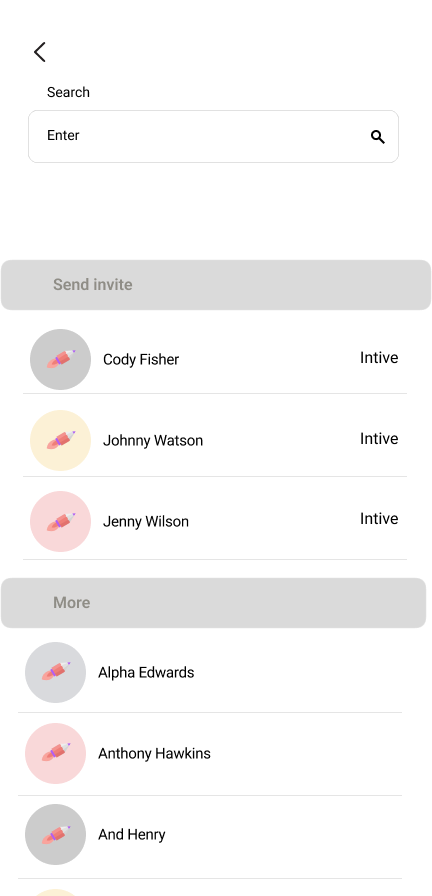 Search
Enter
Send invite
Cody Fisher
Intive
Johnny Watson
Intive
Jenny Wilson
Intive
More
Alpha Edwards
Anthony Hawkins
And Henry